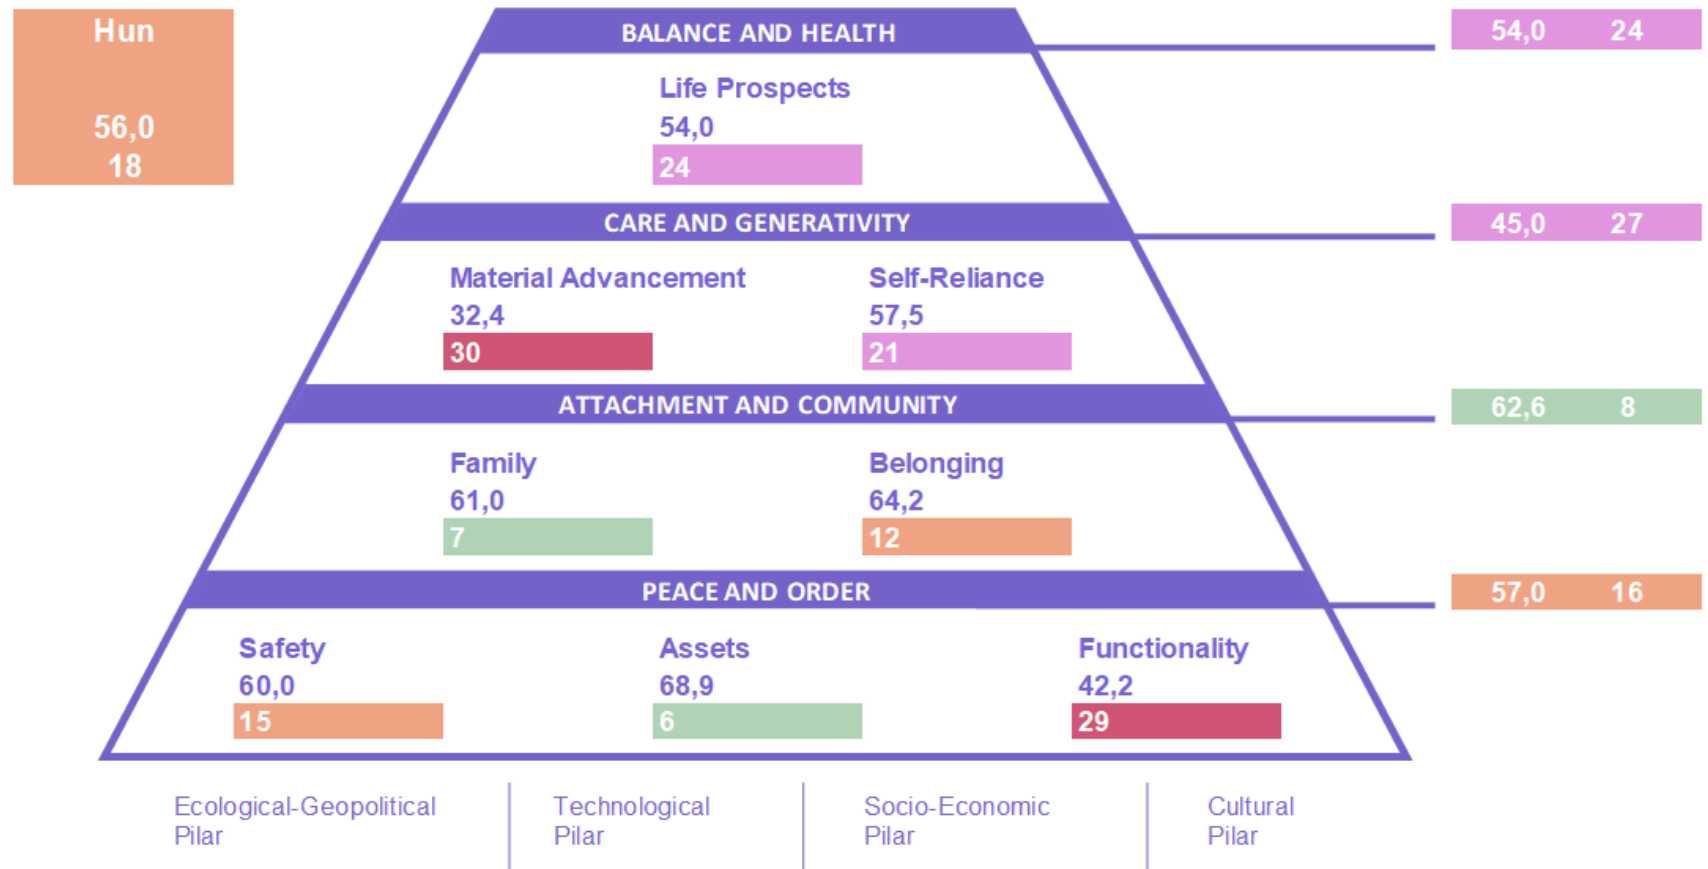 Hun
56,0
18
BALANCE AND HEALTH
54,0 24
Life Prospects
54,0
24
CARE AND GENERATIVITY
45,0 27
Material Advancement
32,4
30
Self-Reliance
57,5
21
ATTACHMENT AND COMMUNITY
62,6 8
Family
61,0
7
Belonging
64,2
12
PEACE AND ORDER
57,0 16
Safety
60,0
15
Assets
68,9
6
Functionality
42,2
29
Ecological-Geopolitical
Pilar
Technological
Pilar
Socio-Economic
Pilar
Cultural
Pilar